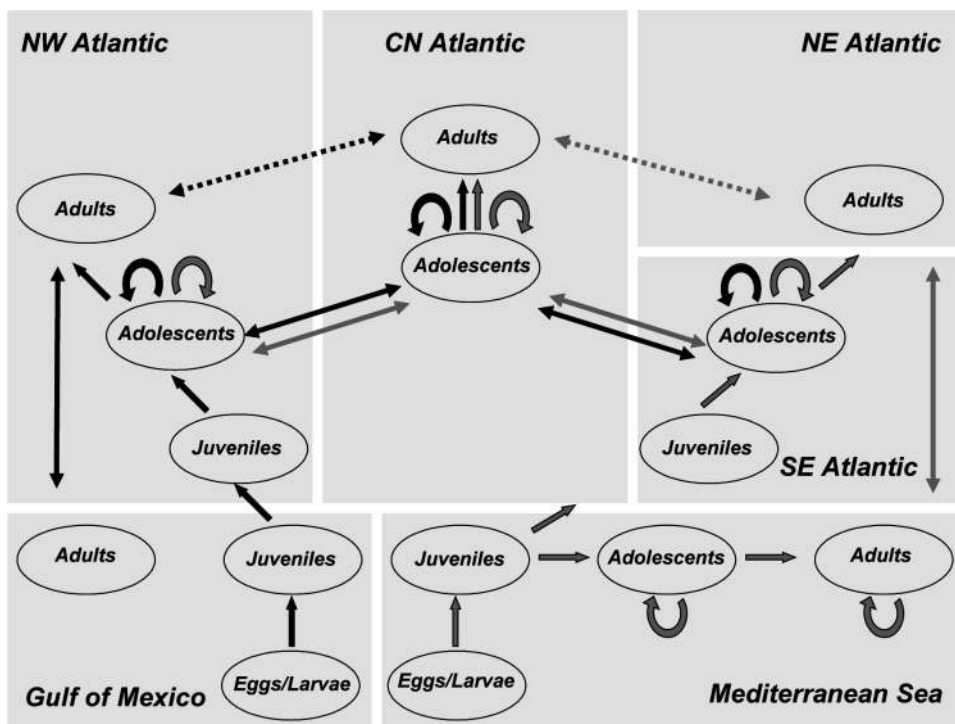 NW Atlantic
CN Atlantic
NE Atlantic
Adults
Adults
Adults
Adolescents
Adolescents
Adolescents
Juveniles
Juveniles
SE Atlantic
Adults
Juveniles
Juveniles
Adolescents
Adults
Eggs/Larvae
Eggs/Larvae
Gulf of Mexico
Mediterranean Sea